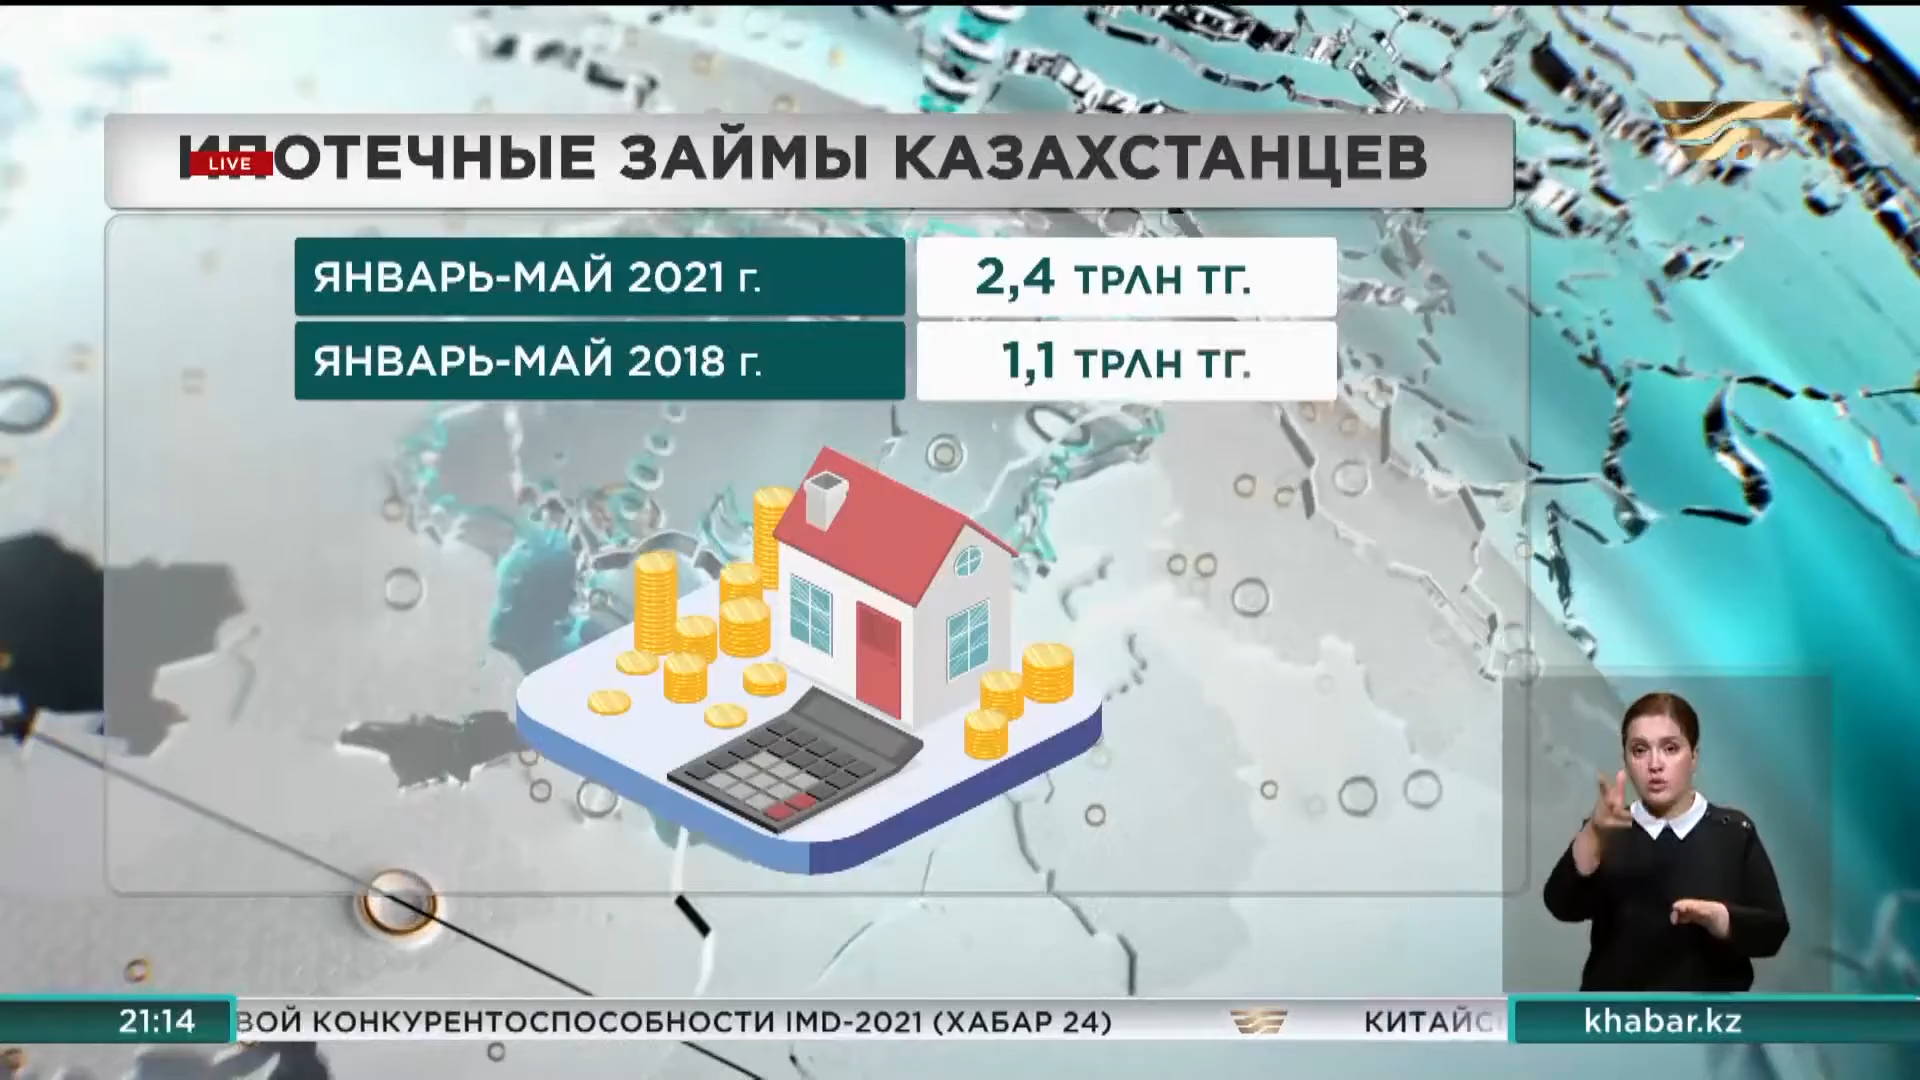 ИПОТЕЧНЫЕ ЗАЙМЫ КАЗАХСТАНЦЕВ
LIVE
ЯНВАРЬ-МАЙ 2021 г. 2,4 ТРЛН ТГ.
ЯНВАРЬ-МАЙ 2018 г. 1,1 ТРЛН ТГ.
21:14 ВОЙ КОНКУРЕНТОСПОСОБНОСТИ IMD-2021 (ХАБАР 24) КИТАЙС khabar.kz